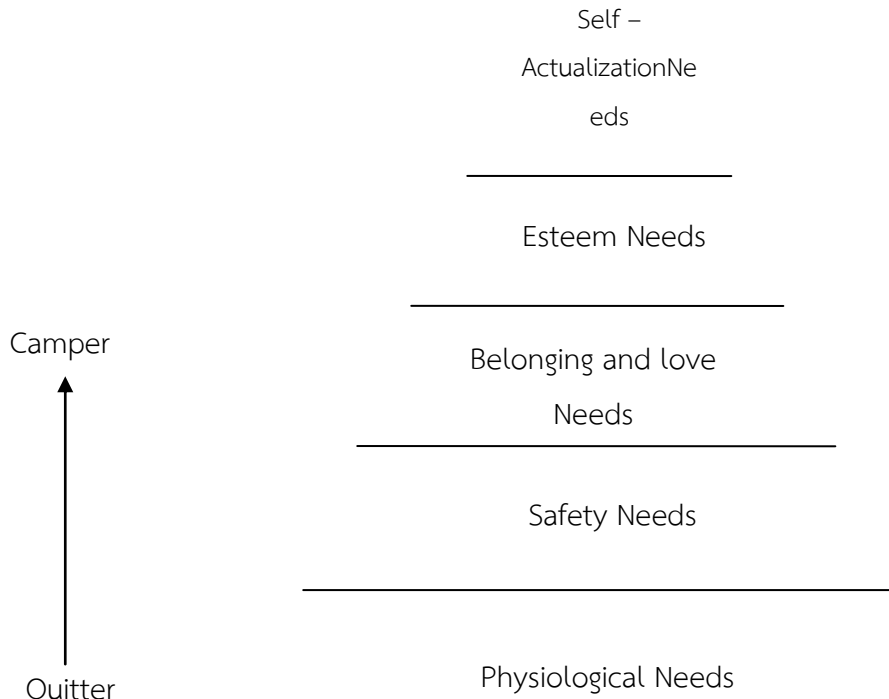 Self –
ActualizationNe
eds
Esteem Needs
Camper
Belonging and love
Needs
Safety Needs
Physiological Needs
Quitter